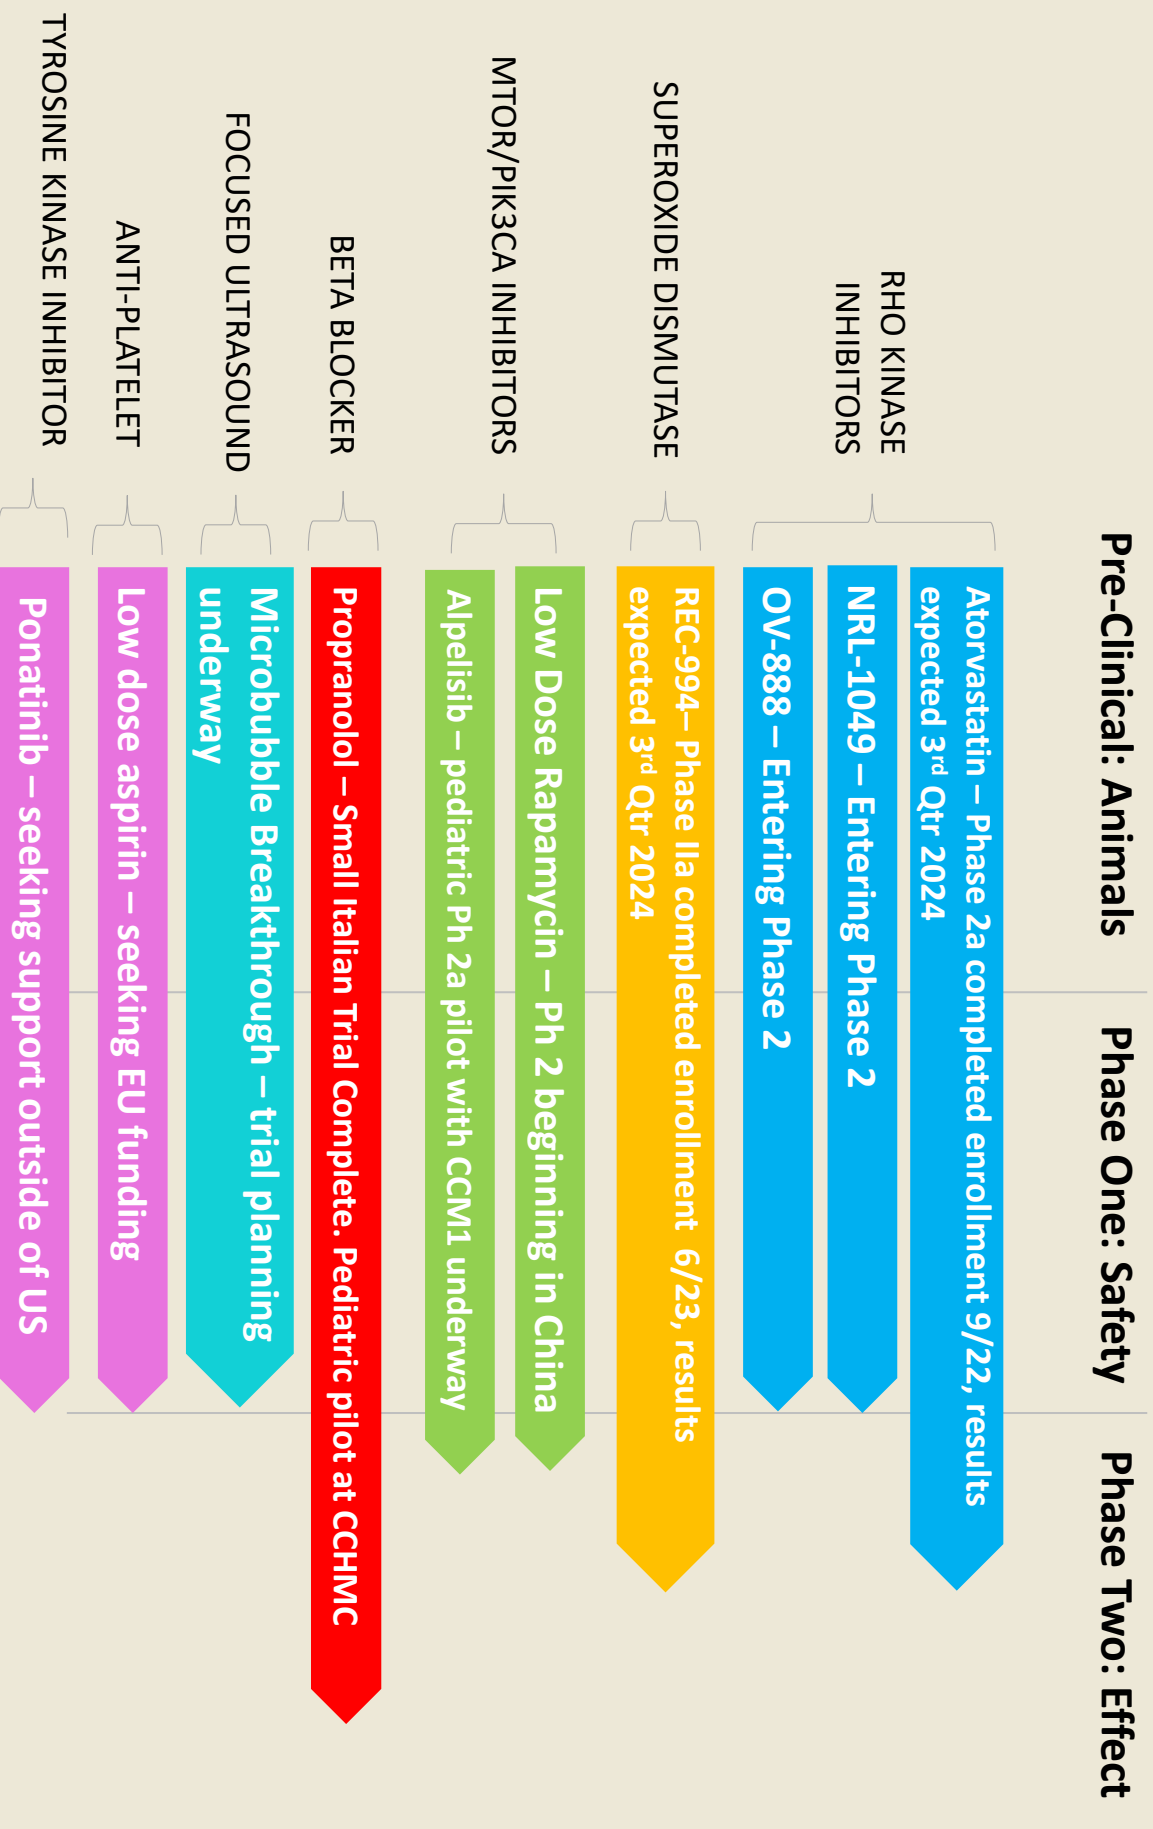 Pre-Clinical: Animals
Phase One: Safety
Phase Two: Effect
RHO KINASE
INHIBITORS
Atorvastatin – Phase 2a completed enrollment 9/22, results
expected 3rd Qtr 2024
NRL-1049 – Entering Phase 2
OV-888 – Entering Phase 2
SUPEROXIDE DISMUTASE
REC-994– Phase IIa completed enrollment 6/23, results
expected 3rd Qtr 2024
MTOR/PIK3CA INHIBITORS
Low Dose Rapamycin – Ph 2 beginning in China
Alpelisib – pediatric Ph 2a pilot with CCM1 underway
BETA BLOCKER
Propranolol – Small Italian Trial Complete. Pediatric pilot at CCHMC
FOCUSED ULTRASOUND
Microbubble Breakthrough – trial planning
underway
ANTI-PLATELET
Low dose aspirin – seeking EU funding
TYROSINE KINASE INHIBITOR
Ponatinib – seeking support outside of US